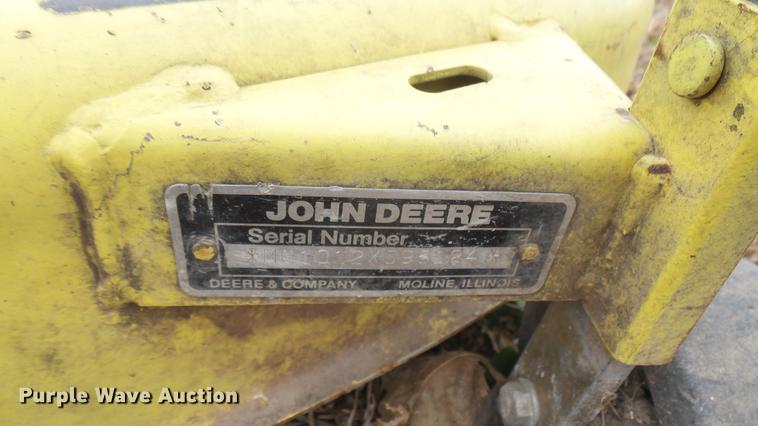 JOHN DEERE
Serial Number
DEERE & COMPANY MOLINE, ILLINOIS
Purple Wave Auction